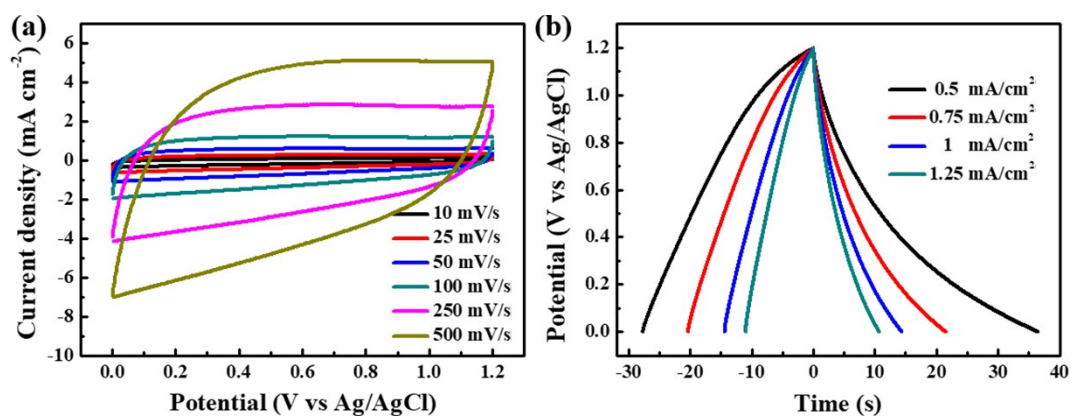 (a)
Current density (mA cm⁻²)
6
4
2
0
-2
-4
-6
-8
-10
0.0 0.2 0.4 0.6 0.8 1.0 1.2
Potential (V vs Ag/AgCl)
10 mV/s
25 mV/s
50 mV/s
100 mV/s
250 mV/s
500 mV/s
(b)
Potential (V vs Ag/AgCl)
1.2
1.0
0.8
0.6
0.4
0.2
0.0
-30 -20 -10 0 10 20 30 40
Time (s)
0.5 mA/cm²
0.75 mA/cm²
1 mA/cm²
1.25 mA/cm²